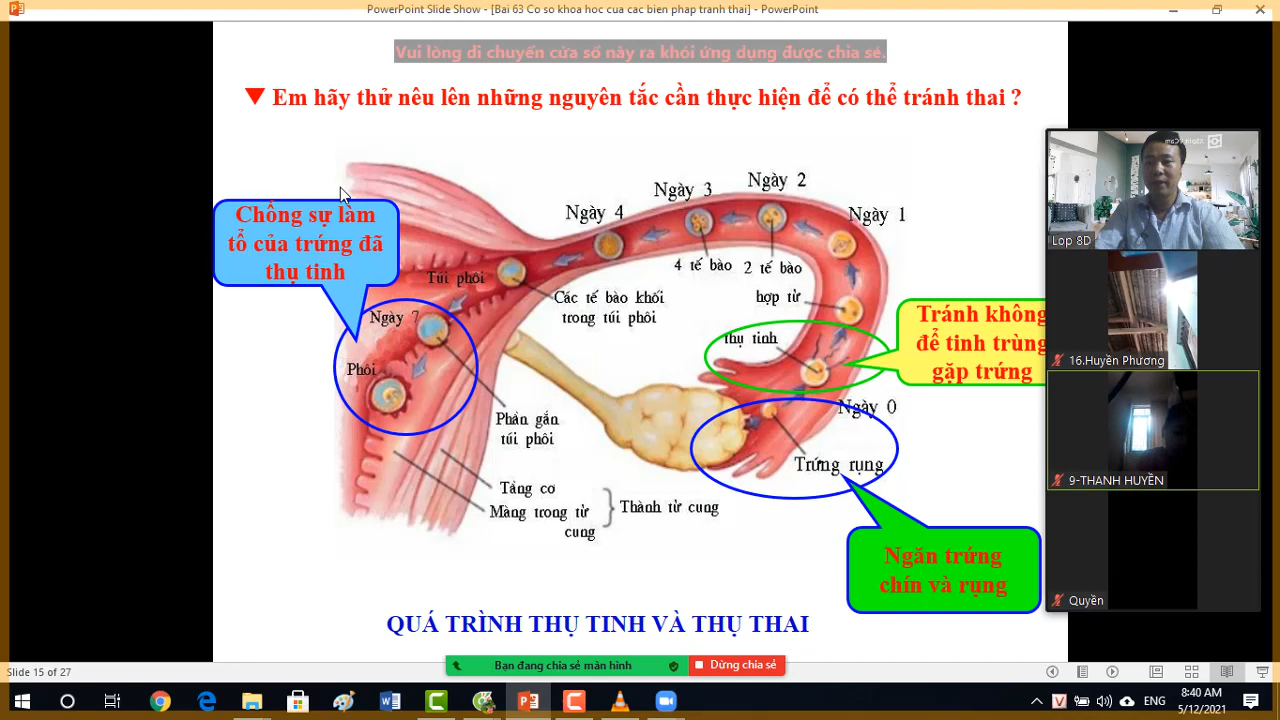 PowerPoint Slide Show - [Bai 63 Co so khoa hoc cua cac bien phap tranh thai] - PowerPoint
Vui lòng di chuyển cửa sổ này ra khỏi ứng dụng được chia sẻ.
▼ Em hãy thử nêu lên những nguyên tắc cần thực hiện để có thể tránh thai ?
Chống sự làm
tổ của trứng đã
thụ tinh
Ngày 4
Ngày 3
Ngày 2
Ngày 1
4 tế bào
2 tế bào
hợp tử
Túi phôi
Các tế bào khối
trong túi phôi
Ngày 7
Phôi
thụ tinh
Tránh không
để tinh trùng
gặp trứng
Ngày 0
Trứng rụng
Phần gắn
túi phôi
Tầng cơ
Màng trong tử
cung
Thành tử cung
Ngăn trứng
chín và rụng
QUÁ TRÌNH THỤ TINH VÀ THỤ THAI
Lop 8D
16.Huyền Phương
9-THANH HUYỀN
Quyền
Bạn đang chia sẻ màn hình
Dừng chia sẻ
Slide 15 of 27
ENG
8:40 AM
5/12/2021